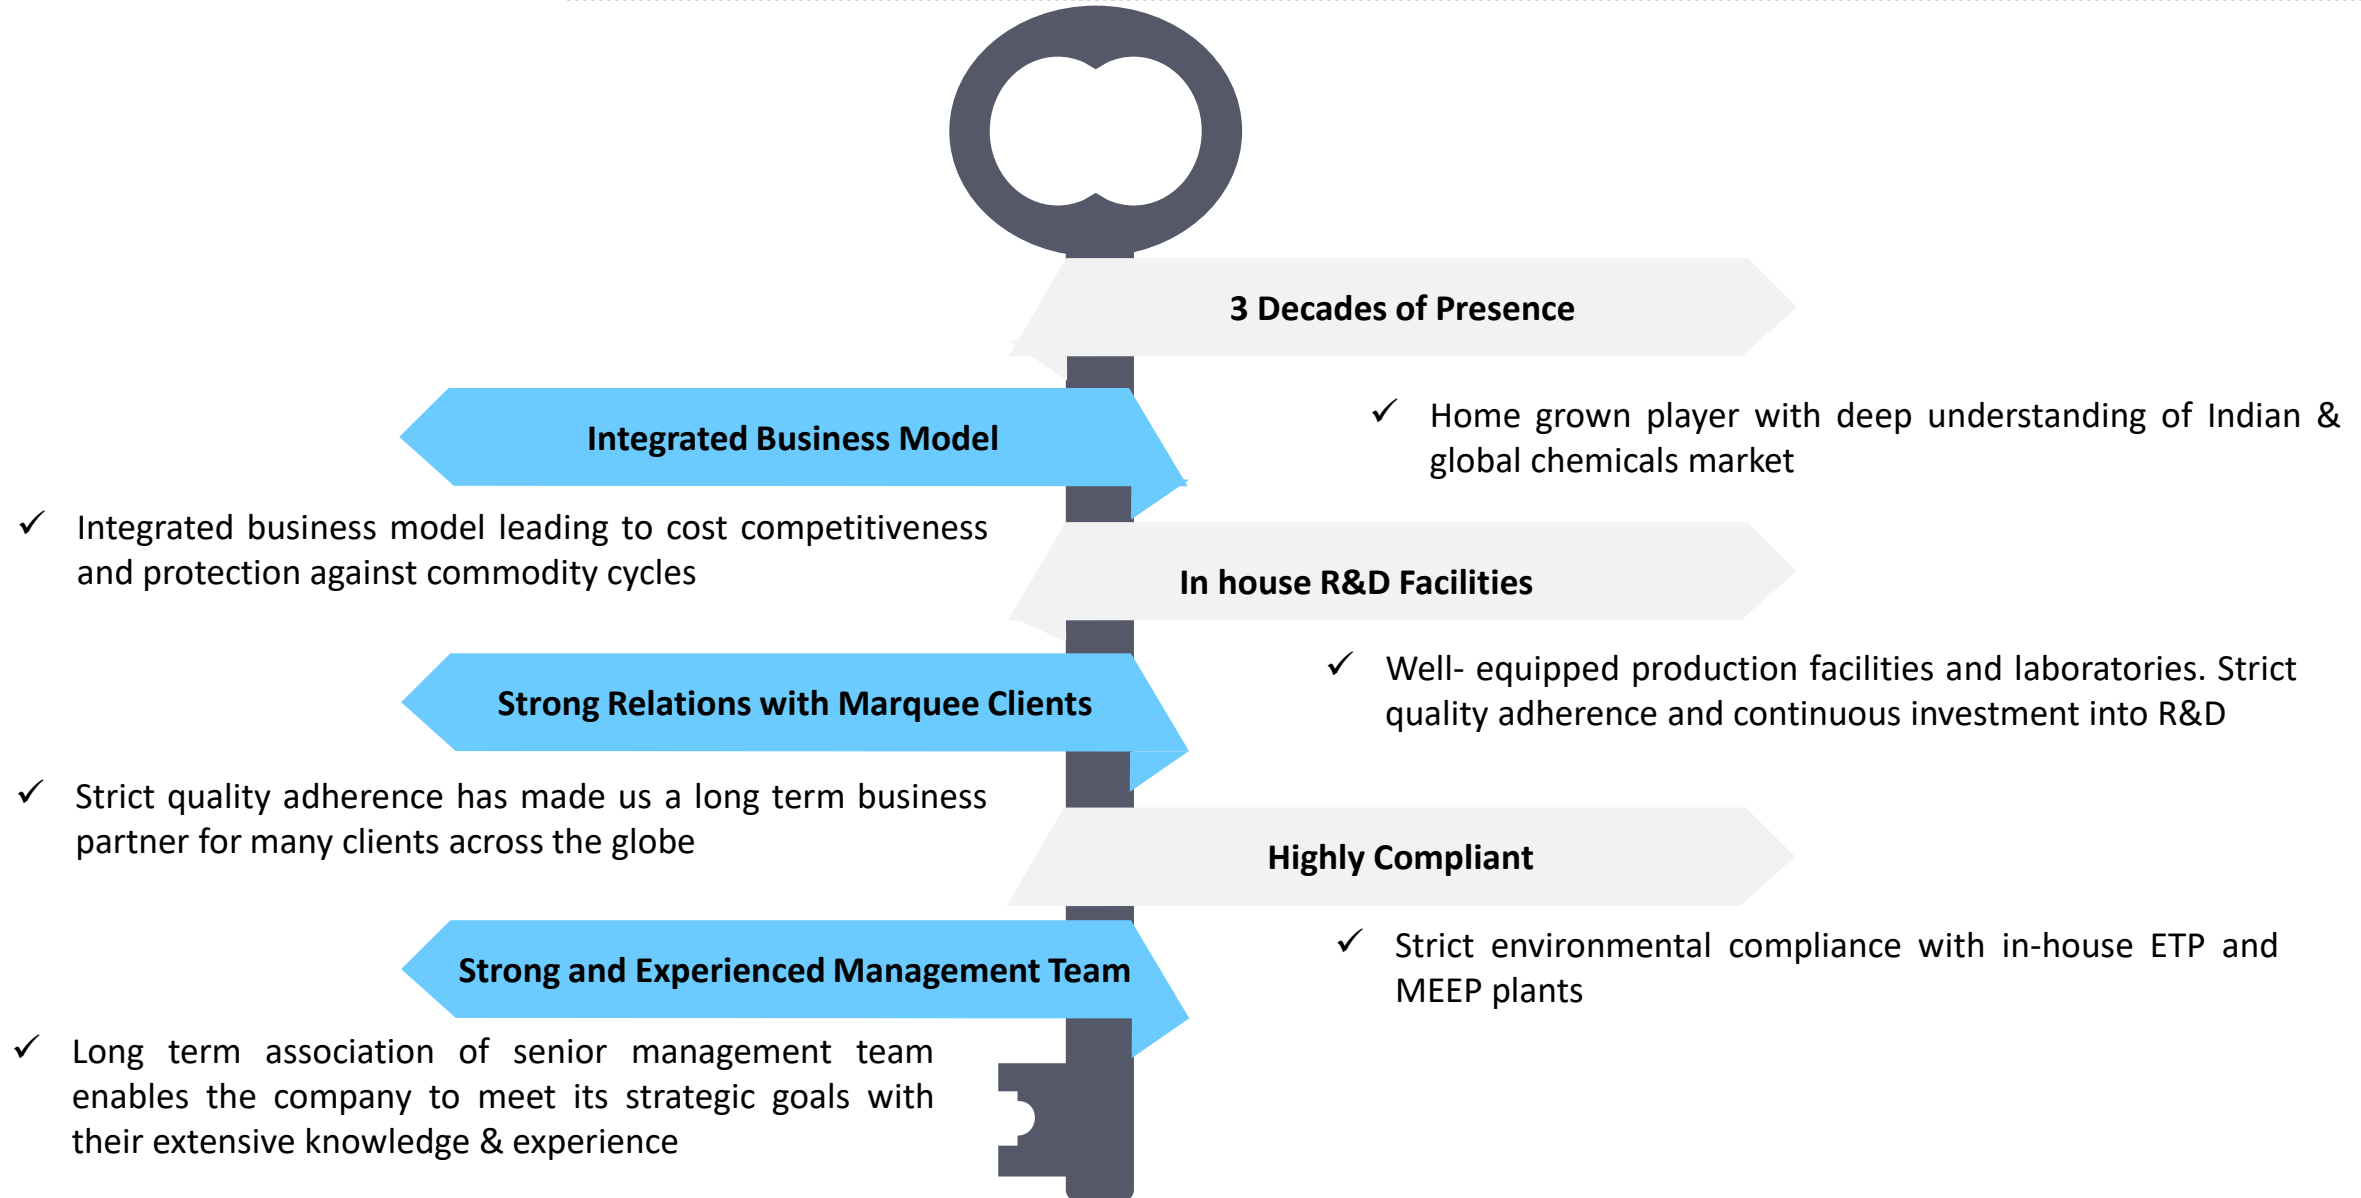 3 Decades of Presence
✓ Home grown player with deep understanding of Indian &
global chemicals market
Integrated Business Model
✓ Integrated business model leading to cost competitiveness
and protection against commodity cycles
In house R&D Facilities
✓ Well- equipped production facilities and laboratories. Strict
quality adherence and continuous investment into R&D
Strong Relations with Marquee Clients
✓ Strict quality adherence has made us a long term business
partner for many clients across the globe
Highly Compliant
✓ Strict environmental compliance with in-house ETP and
MEEP plants
Strong and Experienced Management Team
✓ Long term association of senior management team
enables the company to meet its strategic goals with
their extensive knowledge & experience